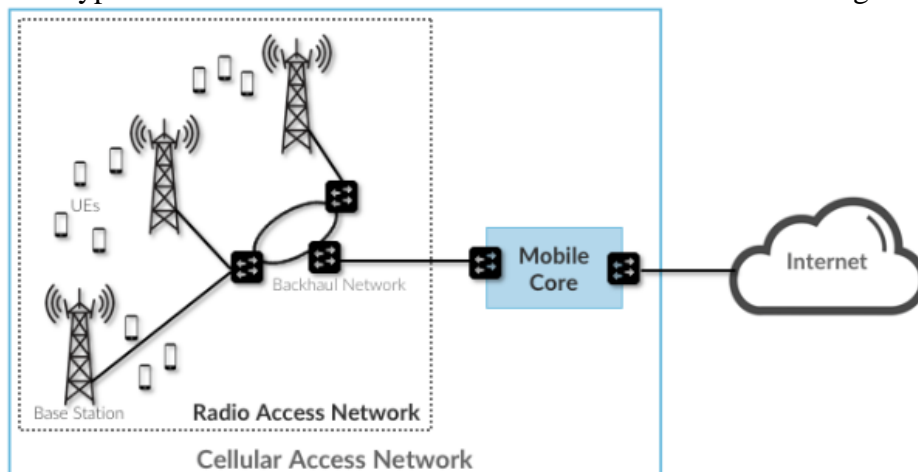 UEs
Backhaul Network
Mobile
Core
Internet
Base Station
Radio Access Network
Cellular Access Network